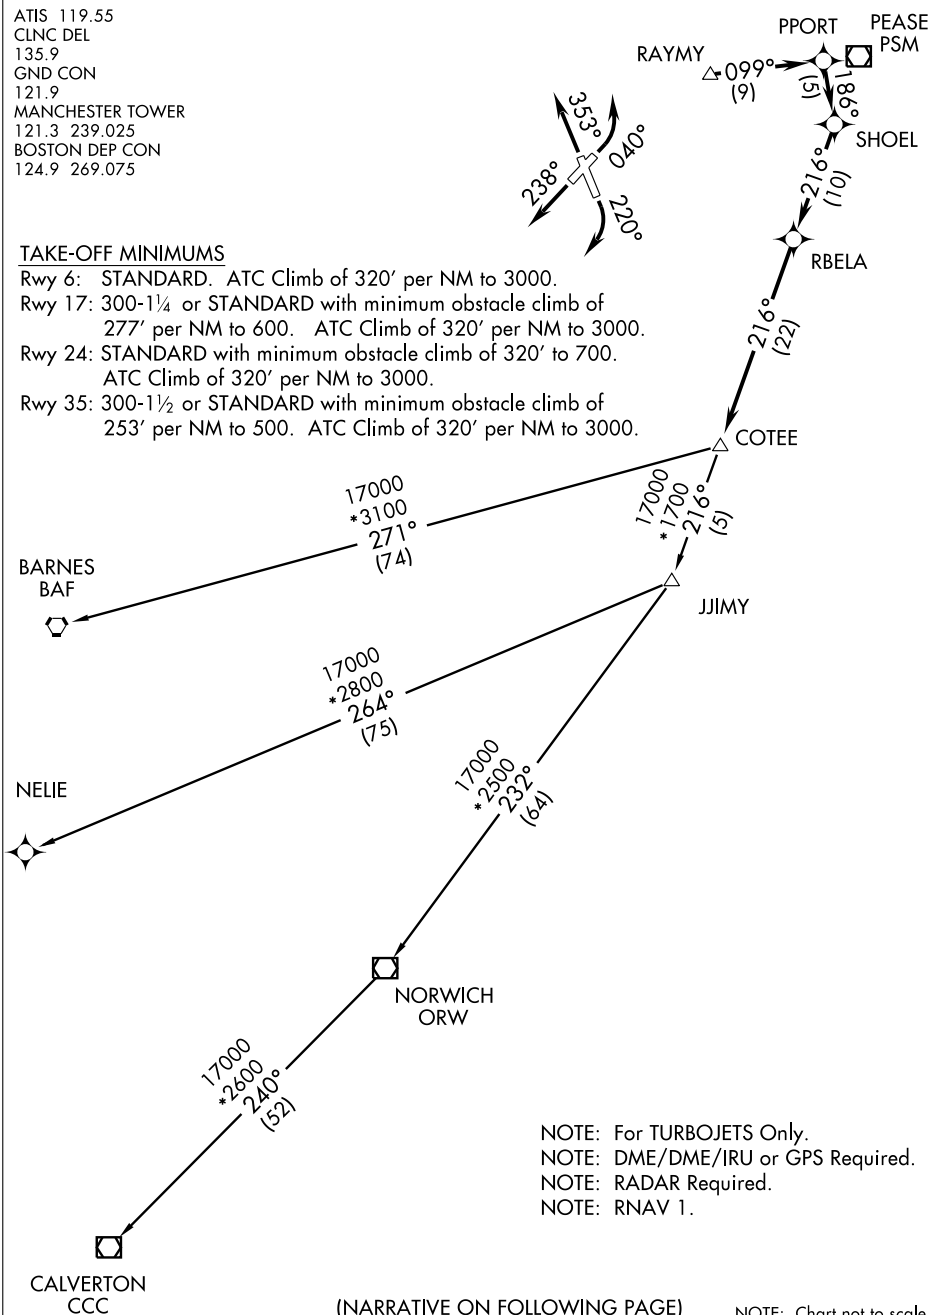 ATIS 119.55
CLNC DEL
135.9
GND CON
121.9
MANCHESTER TOWER
121.3 239.025
BOSTON DEP CON
124.9 269.075
PPORT
PEASE
PSM
RAYMY
099°
(9)
186°
(5)
SHOEL
353°
040°
238°
220°
216°
(10)
RBELA
TAKE-OFF MINIMUMS
Rwy 6: STANDARD. ATC Climb of 320' per NM to 3000.
Rwy 17: 300-1¼ or STANDARD with minimum obstacle climb of
277' per NM to 600. ATC Climb of 320' per NM to 3000.
Rwy 24: STANDARD with minimum obstacle climb of 320' to 700.
ATC Climb of 320' per NM to 3000.
Rwy 35: 300-1½ or STANDARD with minimum obstacle climb of
253' per NM to 500. ATC Climb of 320' per NM to 3000.
216°
(22)
COTEE
17000
*3100
271°
(74)
17000
*1700
216°
(5)
BARNES
BAF
JJIMY
17000
*2800
264°
(75)
17000
*2500
232°
(64)
NELIE
NORWICH
ORW
17000
*2600
240°
(52)
NOTE: For TURBOJETS Only.
NOTE: DME/DME/IRU or GPS Required.
NOTE: RADAR Required.
NOTE: RNAV 1.
CALVERTON
CCC
(NARRATIVE ON FOLLOWING PAGE)
NOTE: Chart not to scale